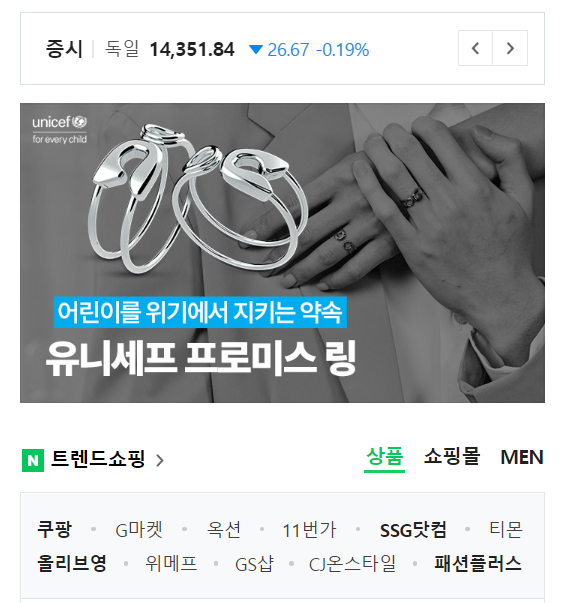 증시 독일 14,351.84 ▼ 26.67 -0.19%
unicef
for every child
어린이를 위기에서 지키는 약속
유니세프 프로미스 링
N 트렌드쇼핑 > 상품 쇼핑몰 MEN
쿠팡 • G마켓 • 옥션 • 11번가 • SSG닷컴 • 티몬
올리브영 • 위메프 • GS샵 • CJ온스타일 • 패션플러스